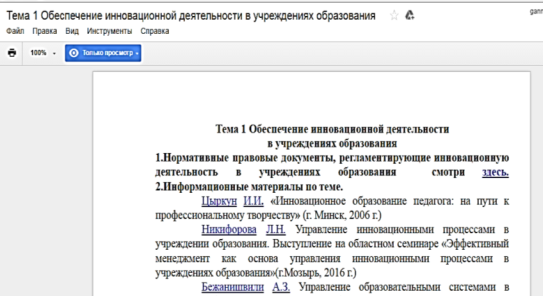 Тема 1 Обеспечение инновационной деятельности в учреждениях образования
gann
Файл Правка Вид Инструменты Справка
100% Только просмотр
Тема 1 Обеспечение инновационной деятельности
в учреждениях образования
1.Нормативные правовые документы, регламентирующие инновационную
деятельность в учреждениях образования смотри здесь.
2.Информационные материалы по теме.
Цыркун И.И. «Инновационное образование педагога: на пути к
профессиональному творчеству» (г. Минск, 2006 г.)
Никифорова Л.Н. Управление инновационными процессами в
учреждении образования. Выступление на областном семинаре «Эффективный
менеджмент как основа управления инновационными процессами в
учреждениях образования»(г.Мозырь, 2016 г.)
Бежанишвили А.З. Управление образовательными системами в